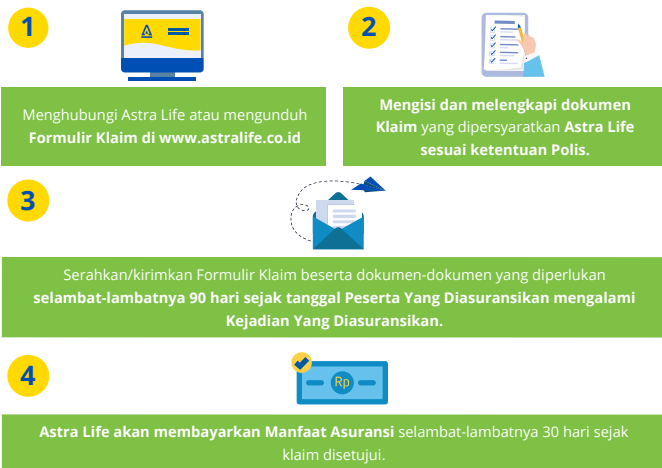 1
Menghubungi Astra Life atau mengunduh
Formulir Klaim di www.astralife.co.id
2
Mengisi dan melengkapi dokumen
Klaim yang dipersyaratkan Astra Life
sesuai ketentuan Polis.
3
Serahkan/kirimkan Formulir Klaim beserta dokumen-dokumen yang diperlukan
selambat-lambatnya 90 hari sejak tanggal Peserta Yang Diasuransikan mengalami
Kejadian Yang Diasuransikan.
4
Rp
Astra Life akan membayarkan Manfaat Asuransi selambat-lambatnya 30 hari sejak
klaim disetujui.